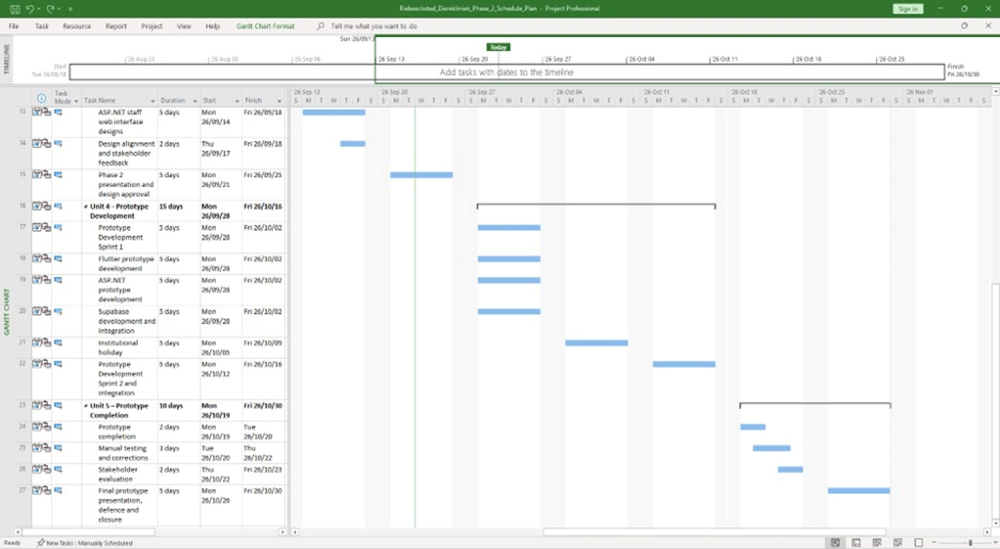 Riebeeckstad_Dierekliniek_Phase_2_Schedule_Plan - Project Professional
Sign in
File Task Resource Report Project View Help Gantt Chart Format Tell me what you want to do
TIMELINE
Sun 26/09/13
Today
'26 Aug 23 '26 Aug 30 '26 Sep 06 '26 Sep 13 '26 Sep 20 '26 Sep 27 '26 Oct 04 '26 Oct 11 '26 Oct 18 '26 Oct 25
Start
Tue 26/08/18
Add tasks with dates to the timeline
Finish
Fri 26/10/30
GANTT CHART
Task Mode Task Name Duration Start Finish
'26 Sep 13 '26 Sep 20 '26 Sep 27 '26 Oct 04 '26 Oct 11 '26 Oct 18 '26 Oct 25 '26 Nov 01
S M T W T F S S M T W T F S S M T W T F S S M T W T F S S M T W T F S S M T W T F S S M T W T F S S M T W T F S
13 ASP.NET staff 5 days Mon Fri 26/09/18
web interface 26/09/14
designs
14 Design alignment 2 days Thu Fri 26/09/18
and stakeholder 26/09/17
feedback
15 Phase 2 5 days Mon Fri 26/09/25
presentation and 26/09/21
design approval
16 Unit 4 – Prototype 15 days Mon Fri 26/10/16
Development 26/09/28
17 Prototype 5 days Mon Fri 26/10/02
Development 26/09/28
Sprint 1
18 Flutter prototype 5 days Mon Fri 26/10/02
development 26/09/28
19 ASP.NET 5 days Mon Fri 26/10/02
prototype 26/09/28
development
20 Supabase 5 days Mon Fri 26/10/02
development and 26/09/28
integration
21 Institutional 5 days Mon Fri 26/10/09
holiday 26/10/05
22 Prototype 5 days Mon Fri 26/10/16
Development 26/10/12
Sprint 2 and
integration
23 Unit 5 – Prototype 10 days Mon Fri 26/10/30
Completion 26/10/19
24 Prototype 2 days Mon Tue
completion 26/10/19 26/10/20
25 Manual testing 3 days Tue Thu
and corrections 26/10/20 26/10/22
26 Stakeholder 2 days Thu Fri 26/10/23
evaluation 26/10/22
27 Final prototype 5 days Mon Fri 26/10/30
presentation, 26/10/26
defence and
closure
Ready New Tasks : Manually Scheduled